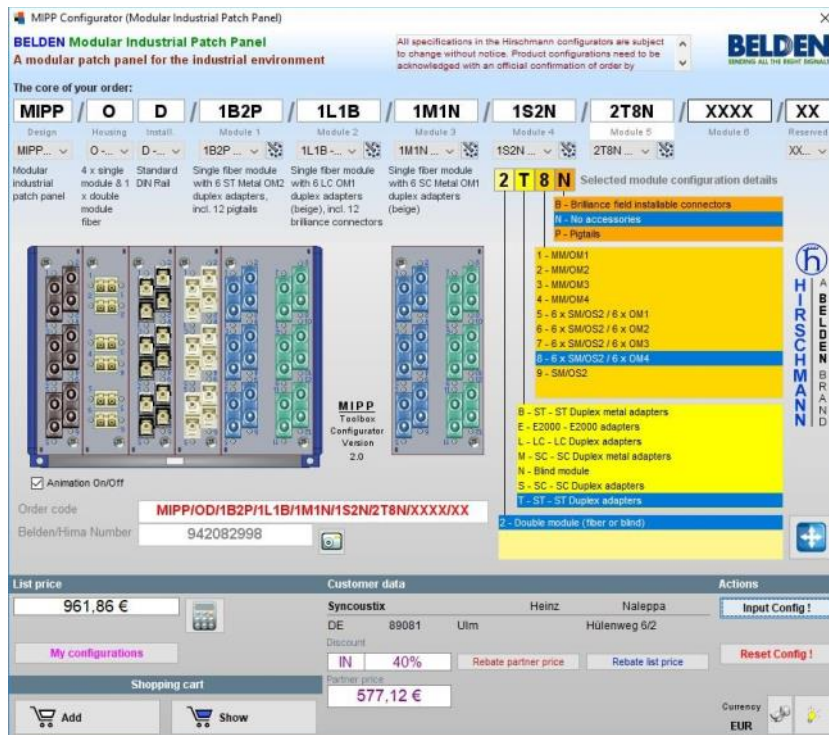 MIPP Configurator (Modular Industrial Patch Panel)
BELDEN Modular Industrial Patch Panel
A modular patch panel for the industrial environment
All specifications in the Hirschmann configurators are subject
to change without notice. Product configurations need to be
acknowledged with an official confirmation of order by
BELDEN
SENDING ALL THE RIGHT SIGNALS
The core of your order:
MIPP / O D / 1B2P / 1L1B / 1M1N / 1S2N / 2T8N / XXXX / XX
Design Housing Install. Module 1 Module 2 Module 3 Module 4 Module 5 Module 6 Reserved
MIPP... O -... D -... 1B2P ... 1L1B -... 1M1N ... 1S2N ... 2T8N ... XX...
Modular
industrial
patch panel
4 x single
module & 1
x double
module
fiber
Standard
DIN Rail
Single fiber module
with 6 ST Metal OM2
duplex adapters,
incl. 12 pigtails
Single fiber module
with 6 LC OM1
duplex adapters
(beige), incl. 12
brilliance connectors
Single fiber module
with 6 SC Metal OM1
duplex adapters
(beige)
2 T 8 N Selected module configuration details
B - Brilliance field installable connectors
N - No accessories
P - Pigtails
1 - MM/OM1
2 - MM/OM2
3 - MM/OM3
4 - MM/OM4
5 - 6 x SM/OS2 / 6 x OM1
6 - 6 x SM/OS2 / 6 x OM2
7 - 6 x SM/OS2 / 6 x OM3
8 - 6 x SM/OS2 / 6 x OM4
9 - SM/OS2
B - ST - ST Duplex metal adapters
E - E2000 - E2000 adapters
L - LC - LC Duplex adapters
M - SC - SC Duplex metal adapters
N - Blind module
S - SC - SC Duplex adapters
T - ST - ST Duplex adapters
2 - Double module (fiber or blind)
HIRSCHMANN
A BELDEN BRAND
MIPP
Toolbox
Configurator
Version
2.0
Animation On/Off
Order code MIPP/OD/1B2P/1L1B/1M1N/1S2N/2T8N/XXXX/XX
Belden/Hirma Number 942082998
List price
961,86 €
My configurations
Shopping cart
Add
Show
Customer data
Syncoustix Heinz Naleppa
DE 89081 Ulm Hülenweg 6/2
Discount
IN 40% Rebate partner price Rebate list price
Partner price
577,12 €
Actions
Input Config !
Reset Config !
Currency
EUR